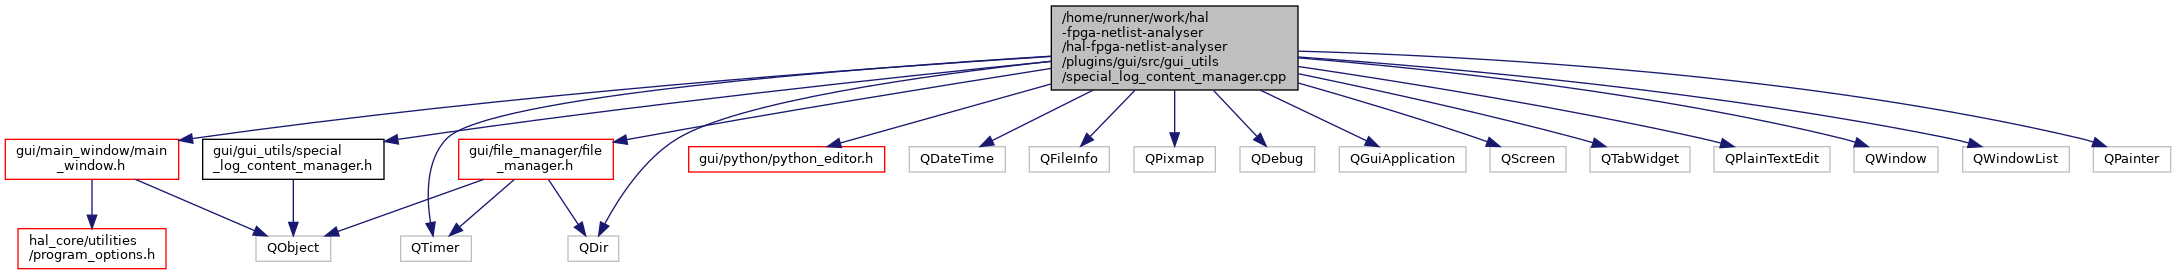 /home/runner/work/hal
-fpga-netlist-analyser
/hal-fpga-netlist-analyser
/plugins/gui/src/gui_utils
/special_log_content_manager.cpp
gui/main_window/main
_window.h
gui/gui_utils/special
_log_content_manager.h
gui/file_manager/file
_manager.h
gui/python/python_editor.h
QDateTime
QFileInfo
QPixmap
QDebug
QGuiApplication
QScreen
QTabWidget
QPlainTextEdit
QWindow
QWindowList
QPainter
hal_core/utilities
/program_options.h
QObject
QTimer
QDir